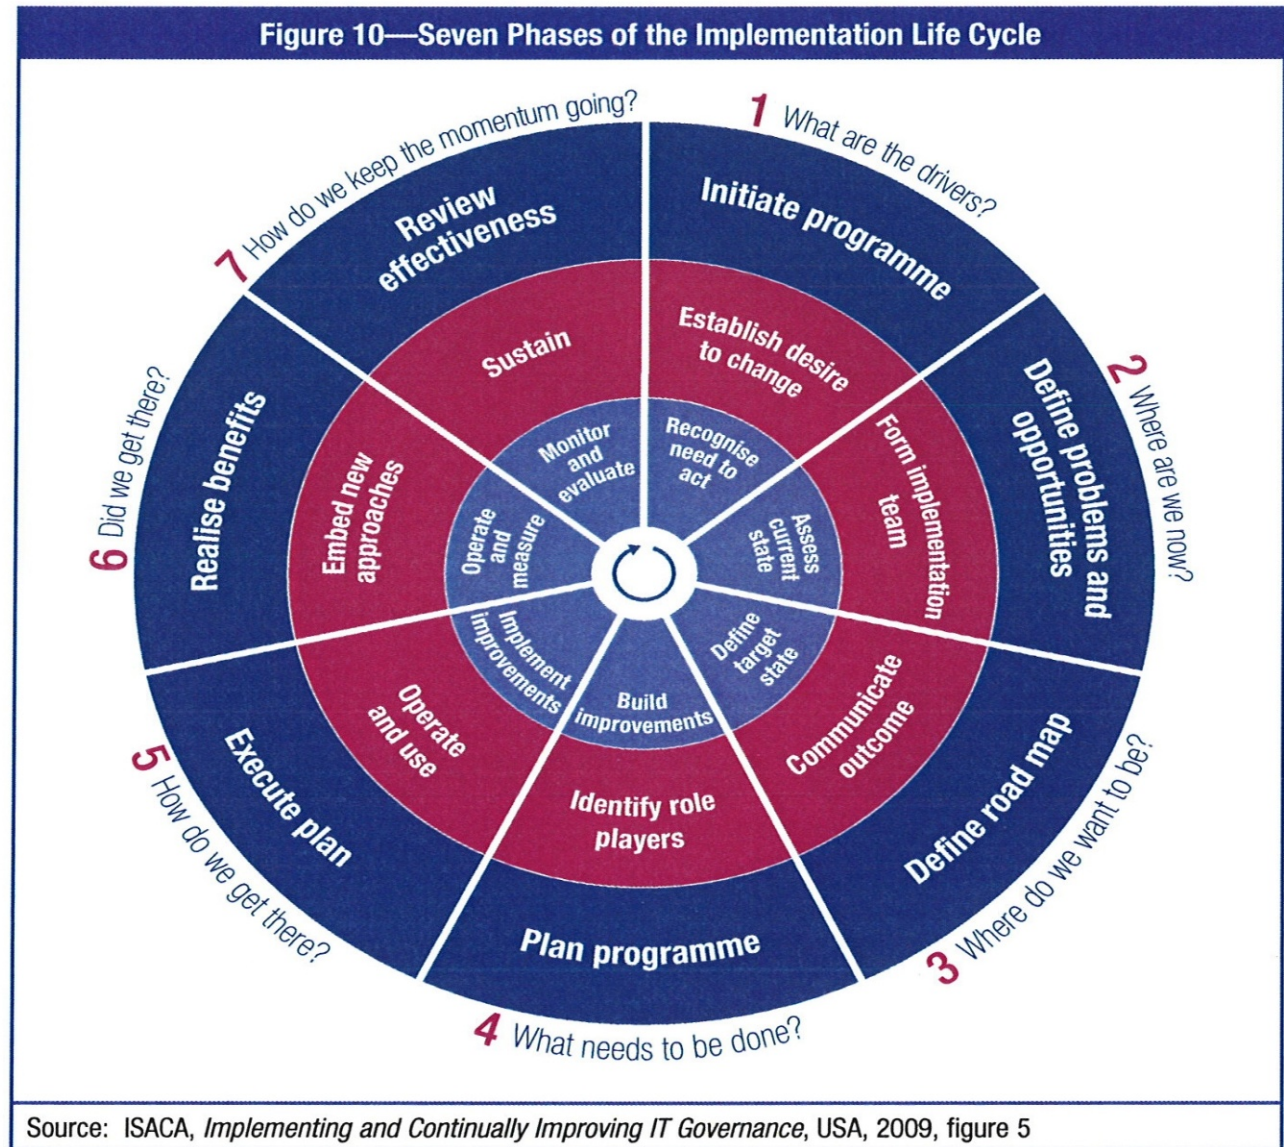 Figure 10—Seven Phases of the Implementation Life Cycle
1 What are the drivers?
Initiate programme
Establish desire
to change
Recognise
need to
act
2 Where are we now?
Define problems and
opportunities
Form implementation
team
Assess
current
state
3 Where do we want to be?
Define road map
Communicate
outcome
Define
target
state
4 What needs to be done?
Plan programme
Identify role
players
Build
improvements
5 How do we get there?
Execute plan
Operate
and use
Implement
improvements
6 Did we get there?
Realise benefits
Embed new
approaches
Operate
and
measure
7 How do we keep the momentum going?
Review
effectiveness
Sustain
Monitor
and
evaluate
Source: ISACA, Implementing and Continually Improving IT Governance, USA, 2009, figure 5